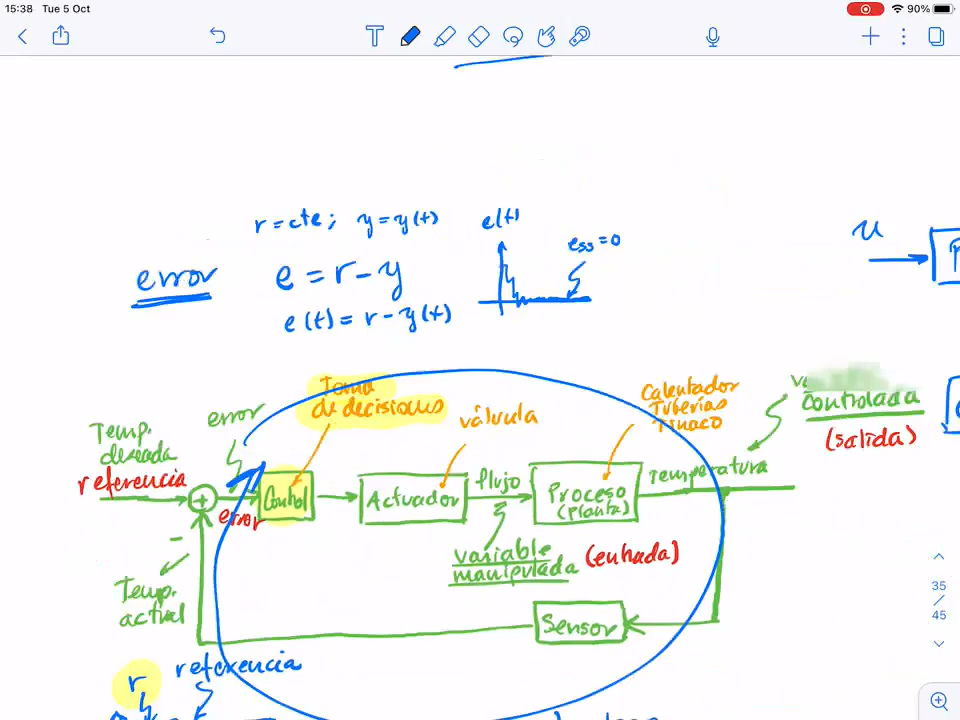 15:38 Tue 5 Oct
90%
r = cte ; y = y(t)
e(t)
ess = 0
u
error
e = r - y
e(t) = r - y(t)
Toma
de decisiones
Calentador
Tuberías
Tinaco
controlada
(salida)
error
válvula
Temp.
deseada
referencia
Temperatura
flujo
+
Control
Actuador
Proceso
(planta)
error
-
variable
manipulada
(entrada)
Temp.
actual
Sensor
35
/
45
r
referencia